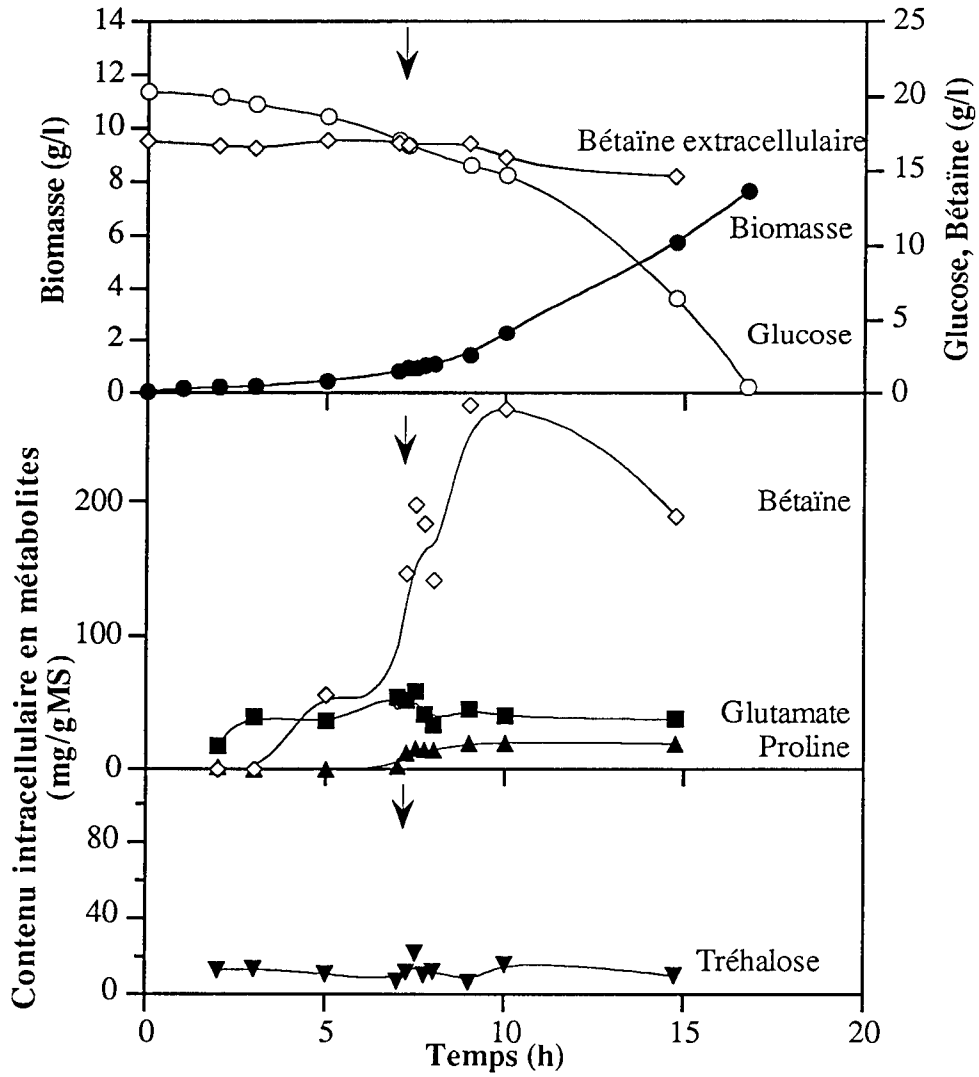 14
12
10
8
6
4
2
0
Biomasse (g/l)
25
20
15
10
5
0
Glucose, Bétaïne (g/l)
Bétaïne extracellulaire
Biomasse
Glucose
200
100
0
Bétaïne
Glutamate
Proline
80
40
0
Tréhalose
Contenu intracellulaire en métabolites
(mg/gMS)
0
5
10
15
20
Temps (h)